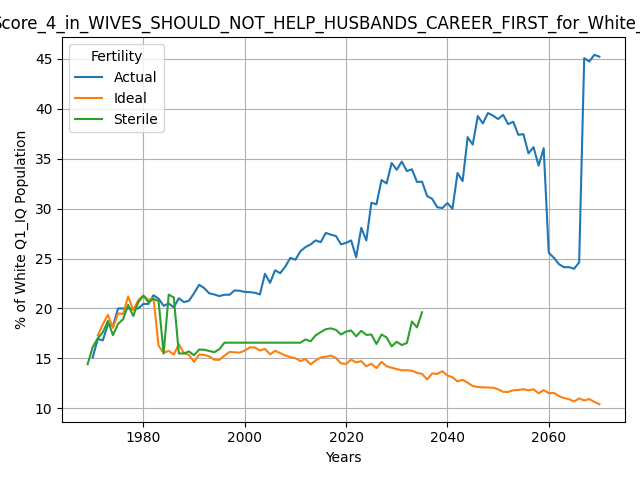 Score_4_in_WIVES_SHOULD_NOT_HELP_HUSBANDS_CAREER_FIRST_for_White_
Fertility
Actual
Ideal
Sterile
% of White Q1_IQ Population
45
40
35
30
25
20
15
10
1980 2000 2020 2040 2060
Years